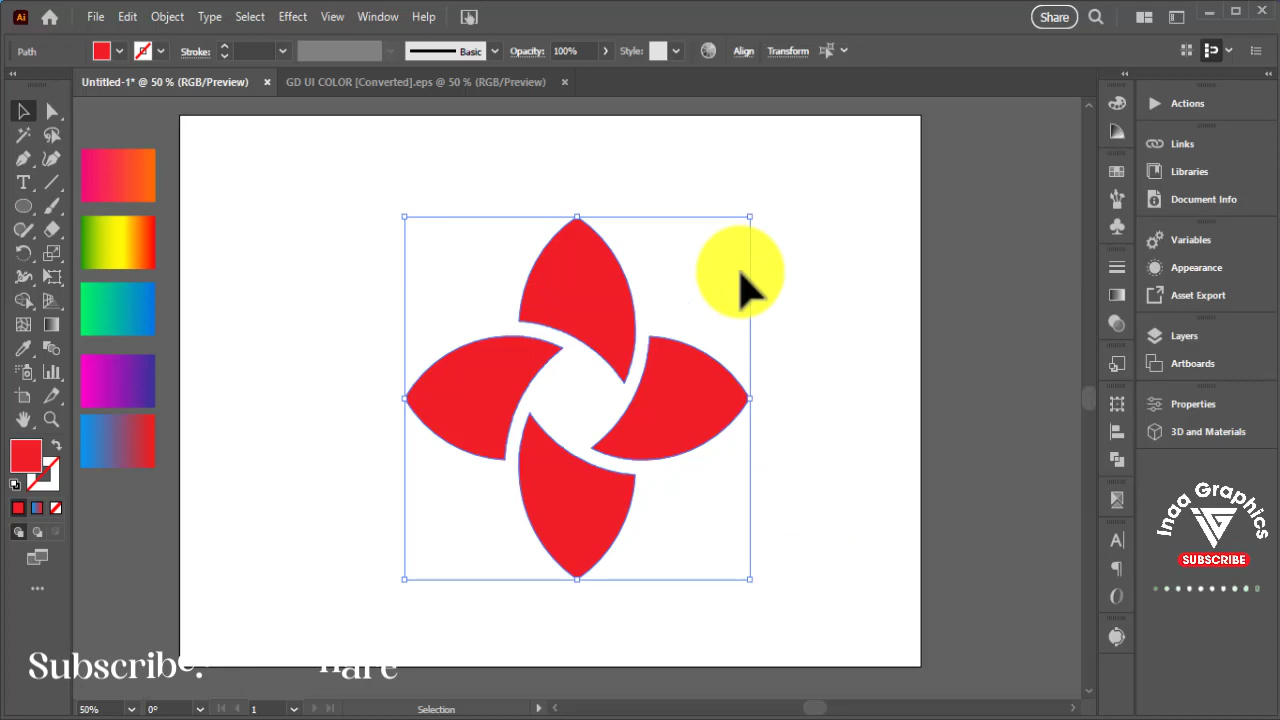 Ai File Edit Object Type Select Effect View Window Help Share
Path Stroke: Basic Opacity: 100% Style: Align Transform
Untitled-1* @ 50 % (RGB/Preview) × GD UI COLOR [Converted].eps @ 50 % (RGB/Preview) ×
Actions
Links
Libraries
Document Info
Variables
Appearance
Asset Export
Layers
Artboards
Properties
3D and Materials
Inaa Graphics
SUBSCRIBE
Subscribe.
50% 0° 1 Selection